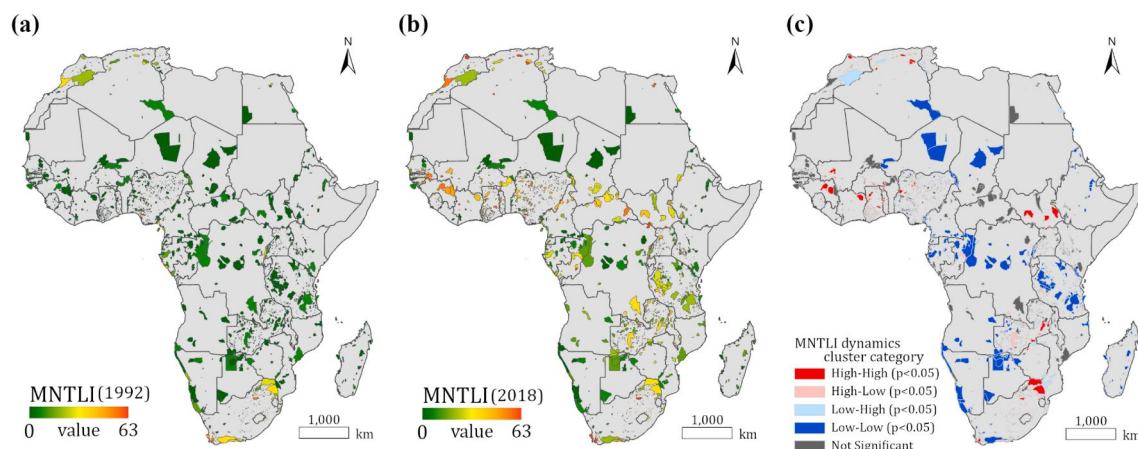 (a)
N
MNTLI(1992)
0 value 63
1,000
km
(b)
N
MNTLI(2018)
0 value 63
1,000
km
(c)
N
MNTLI dynamics
cluster category
High-High (p<0.05)
High-Low (p<0.05)
Low-High (p<0.05)
Low-Low (p<0.05)
Not Significant
1,000
km